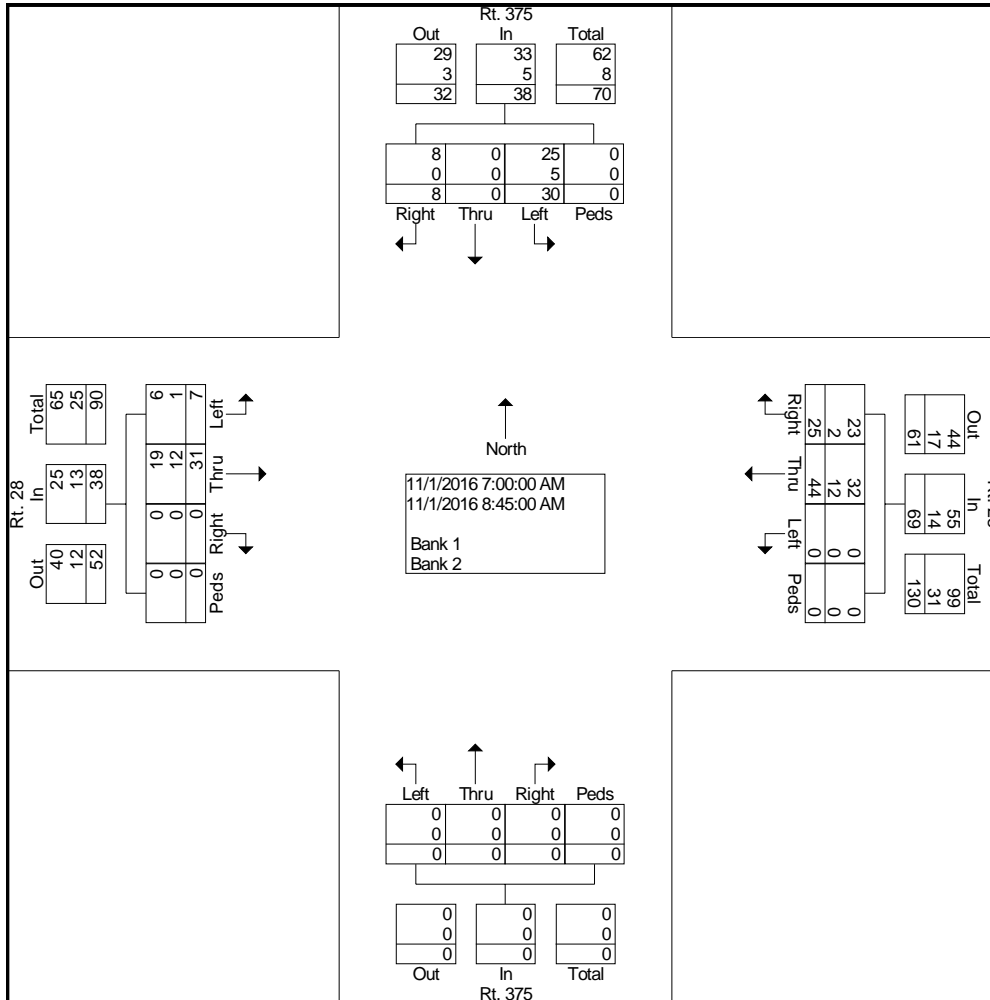 Rt. 375
Out In Total
29 33 62
3 5 8
32 38 70
8 0 25 0
0 0 5 0
8 0 30 0
Right Thru Left Peds
Rt. 28
Out In Total
40 25 65
12 13 25
52 38 90
0 0 19 6
0 0 12 1
0 0 31 7
Peds Right Thru Left
North
11/1/2016 7:00:00 AM
11/1/2016 8:45:00 AM
Bank 1
Bank 2
Out In Total
44 55 99
17 14 31
61 69 130
23 32 0 0
2 12 0 0
25 44 0 0
Right Thru Left Peds
Left Thru Right Peds
0 0 0 0
0 0 0 0
0 0 0 0
0 0 0
0 0 0
0 0 0
Out In Total
Rt. 375